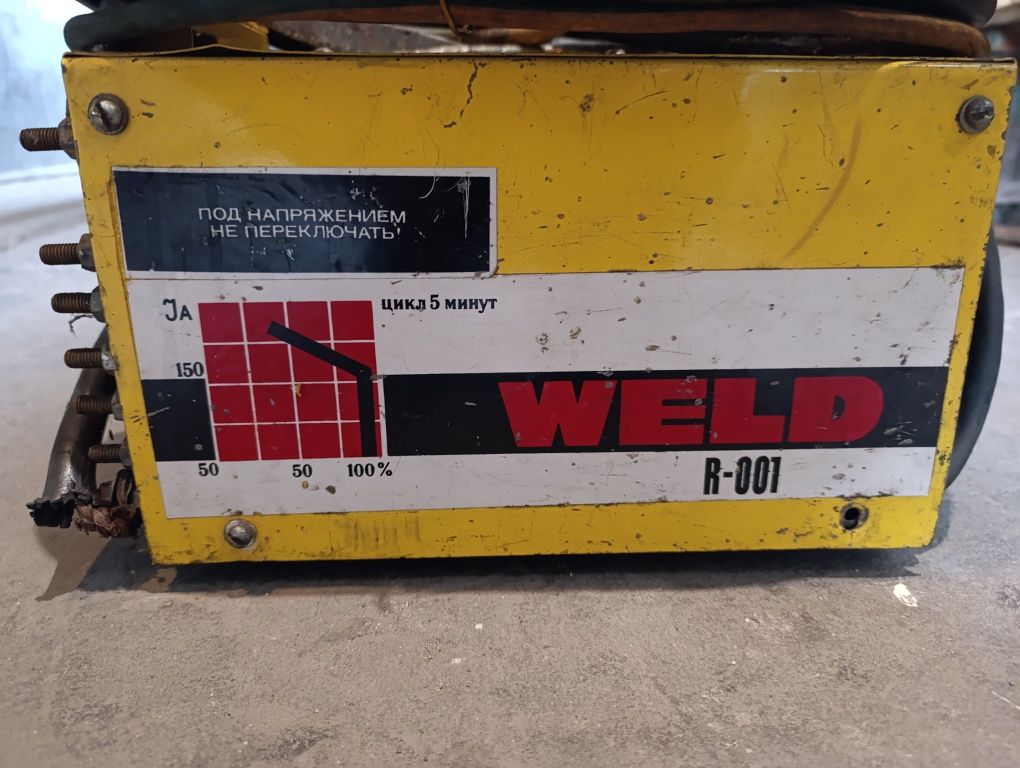 ПОД НАПРЯЖЕНИЕМ
НЕ ПЕРЕКЛЮЧАТЬ!
JA
цикл 5 минут
150
50 50 100%
WELD
R-001